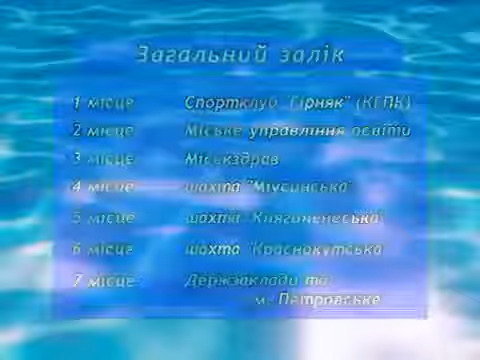 Загальний залік
1 місце Спортклуб "Гірняк" (КГПК)
2 місце Міське управління освіти
3 місце Міськздрав
4 місце шахта "Міусинська"
5 місце шахта "Княгиненська"
6 місце шахта "Краснокутська"
7 місце Держзаклади та
м. Петровське